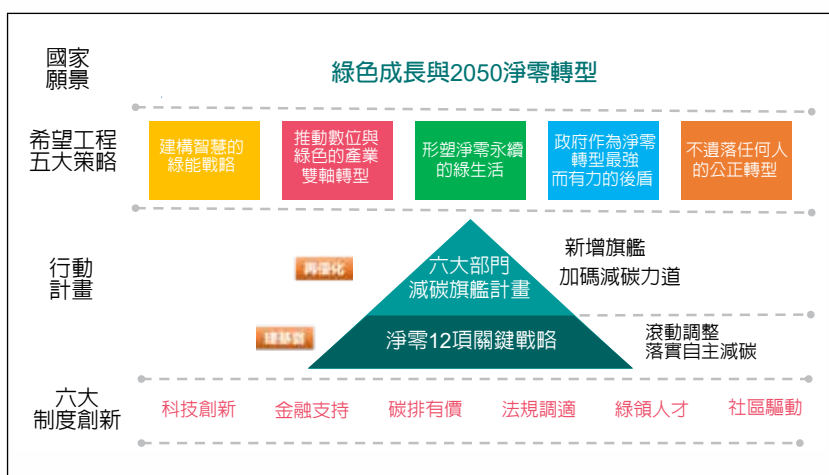 國家
願景
綠色成長與2050淨零轉型
希望工程
五大策略
建構智慧的
綠能戰略
推動數位與
綠色的產業
雙軸轉型
形塑淨零永續
的綠生活
政府作為淨零
轉型最強
而有力的後盾
不遺落任何人
的公正轉型
行動
計畫
再優化
六大部門
減碳旗艦計畫
新增旗艦
加碼減碳力道
淨零12項關鍵戰略
滾動調整
落實自主減碳
六大
制度創新
科技創新
金融支持
碳排有價
法規調適
綠領人才
社區驅動